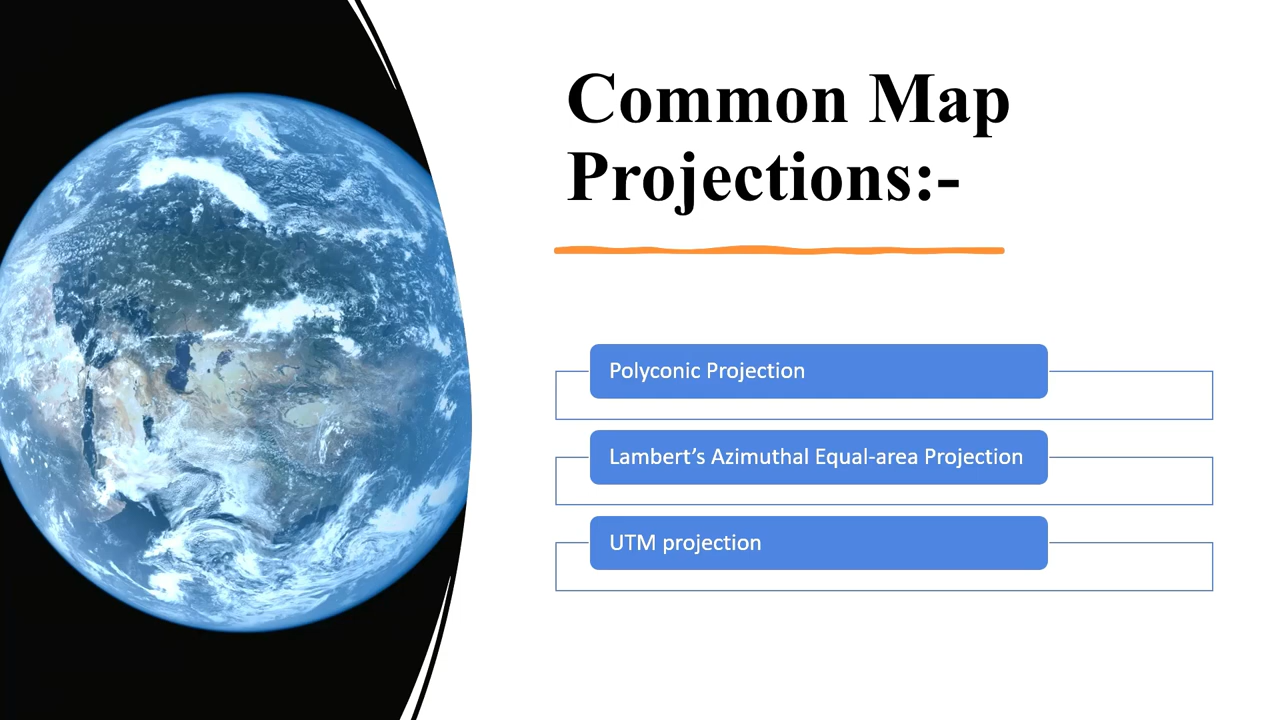 Common Map
Projections:-
Polyconic Projection
Lambert’s Azimuthal Equal-area Projection
UTM projection